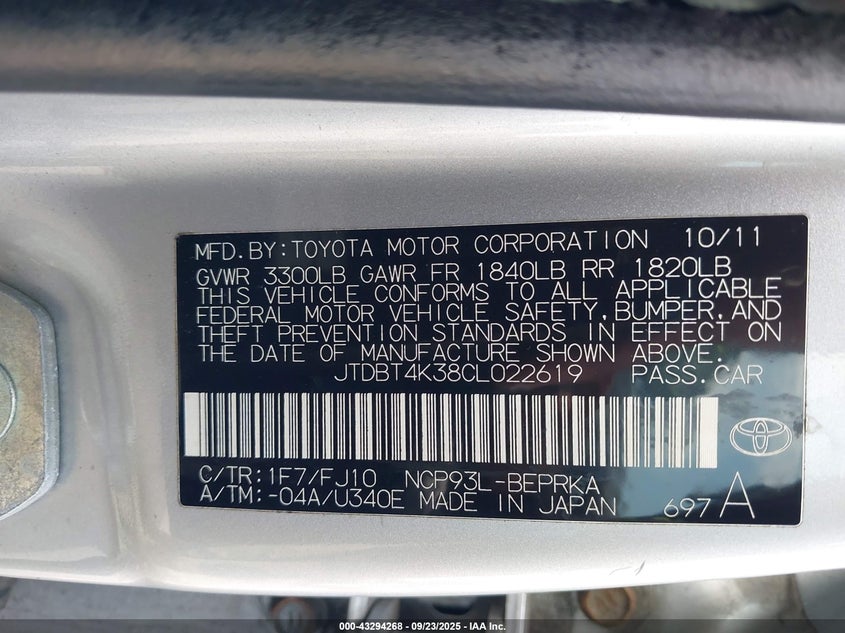 MFD.BY:TOYOTA MOTOR CORPORATION 10/11
GVWR 3300LB GAWR FR 1840LB RR 1820LB
THIS VEHICLE CONFORMS TO ALL APPLICABLE
FEDERAL MOTOR VEHICLE SAFETY, BUMPER, AND
THEFT PREVENTION STANDARDS IN EFFECT ON
THE DATE OF MANUFACTURE SHOWN ABOVE.
JTDBT4K38CL022619 PASS.CAR
C/TR:1F7/FJ10 NCP93L-BEPRKA
A/TM:-04A/U340E MADE IN JAPAN 697A
000-43294268 - 09/23/2025 - IAA Inc.